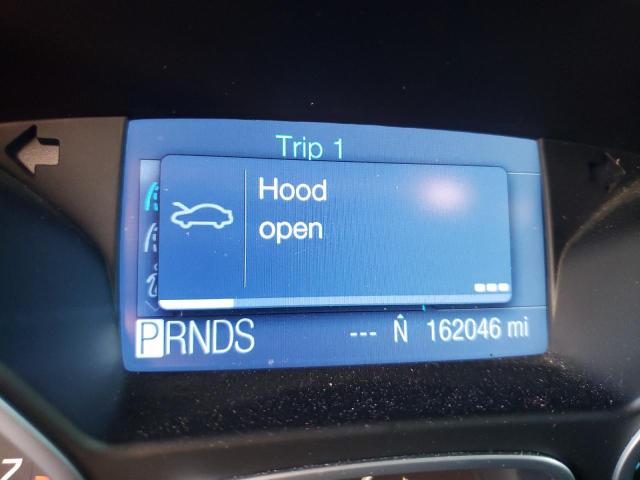 Trip 1
Hood
open
PRNDS --- N 162046 mi